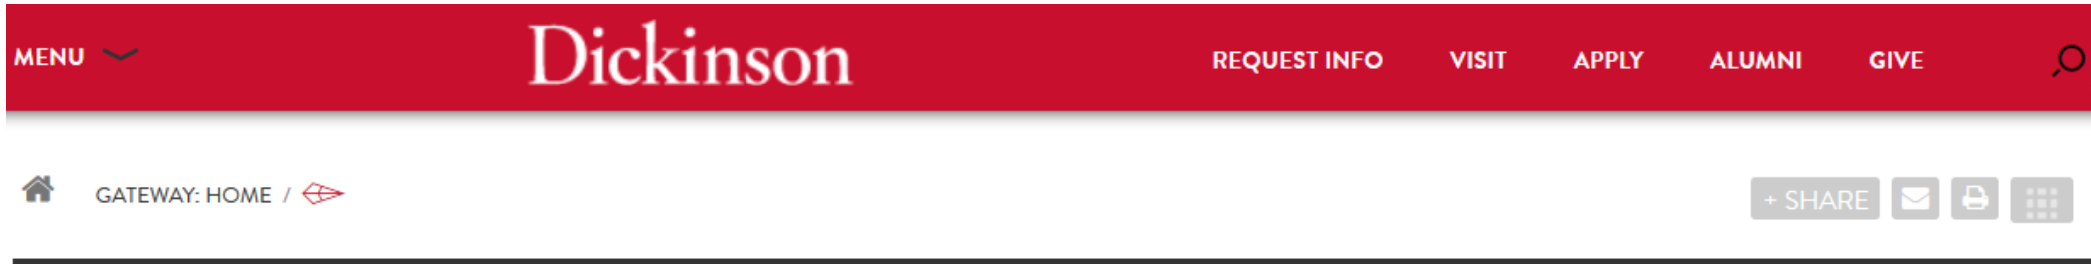 MENU
Dickinson
REQUEST INFO
VISIT
APPLY
ALUMNI
GIVE
GATEWAY: HOME /
+ SHARE